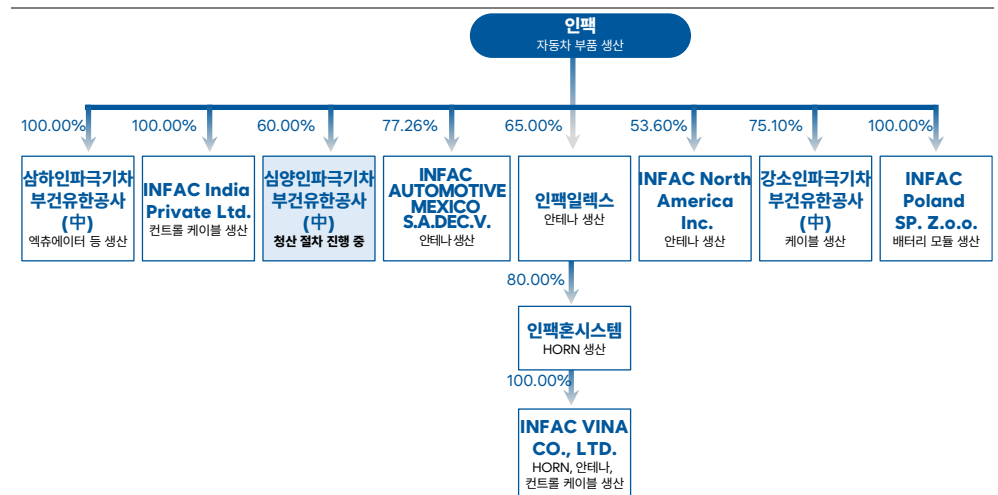 인팩
자동차 부품 생산
100.00%
100.00%
60.00%
77.26%
65.00%
53.60%
75.10%
100.00%
삼하인파극기차
부건유한공사
(中)
엑츄에이터 등 생산
INFAC India
Private Ltd.
컨트롤 케이블 생산
심양인파극기차
부건유한공사
(中)
청산 절차 진행 중
INFAC
AUTOMOTIVE
MEXICO
S.A.DEC.V.
안테나 생산
인팩일렉스
안테나 생산
INFAC North
America
Inc.
안테나 생산
강소인파극기차
부건유한공사
(中)
케이블 생산
INFAC
Poland
SP. Z.o.o.
배터리 모듈 생산
80.00%
인팩혼시스템
HORN 생산
100.00%
INFAC VINA
CO., LTD.
HORN, 안테나,
컨트롤 케이블 생산